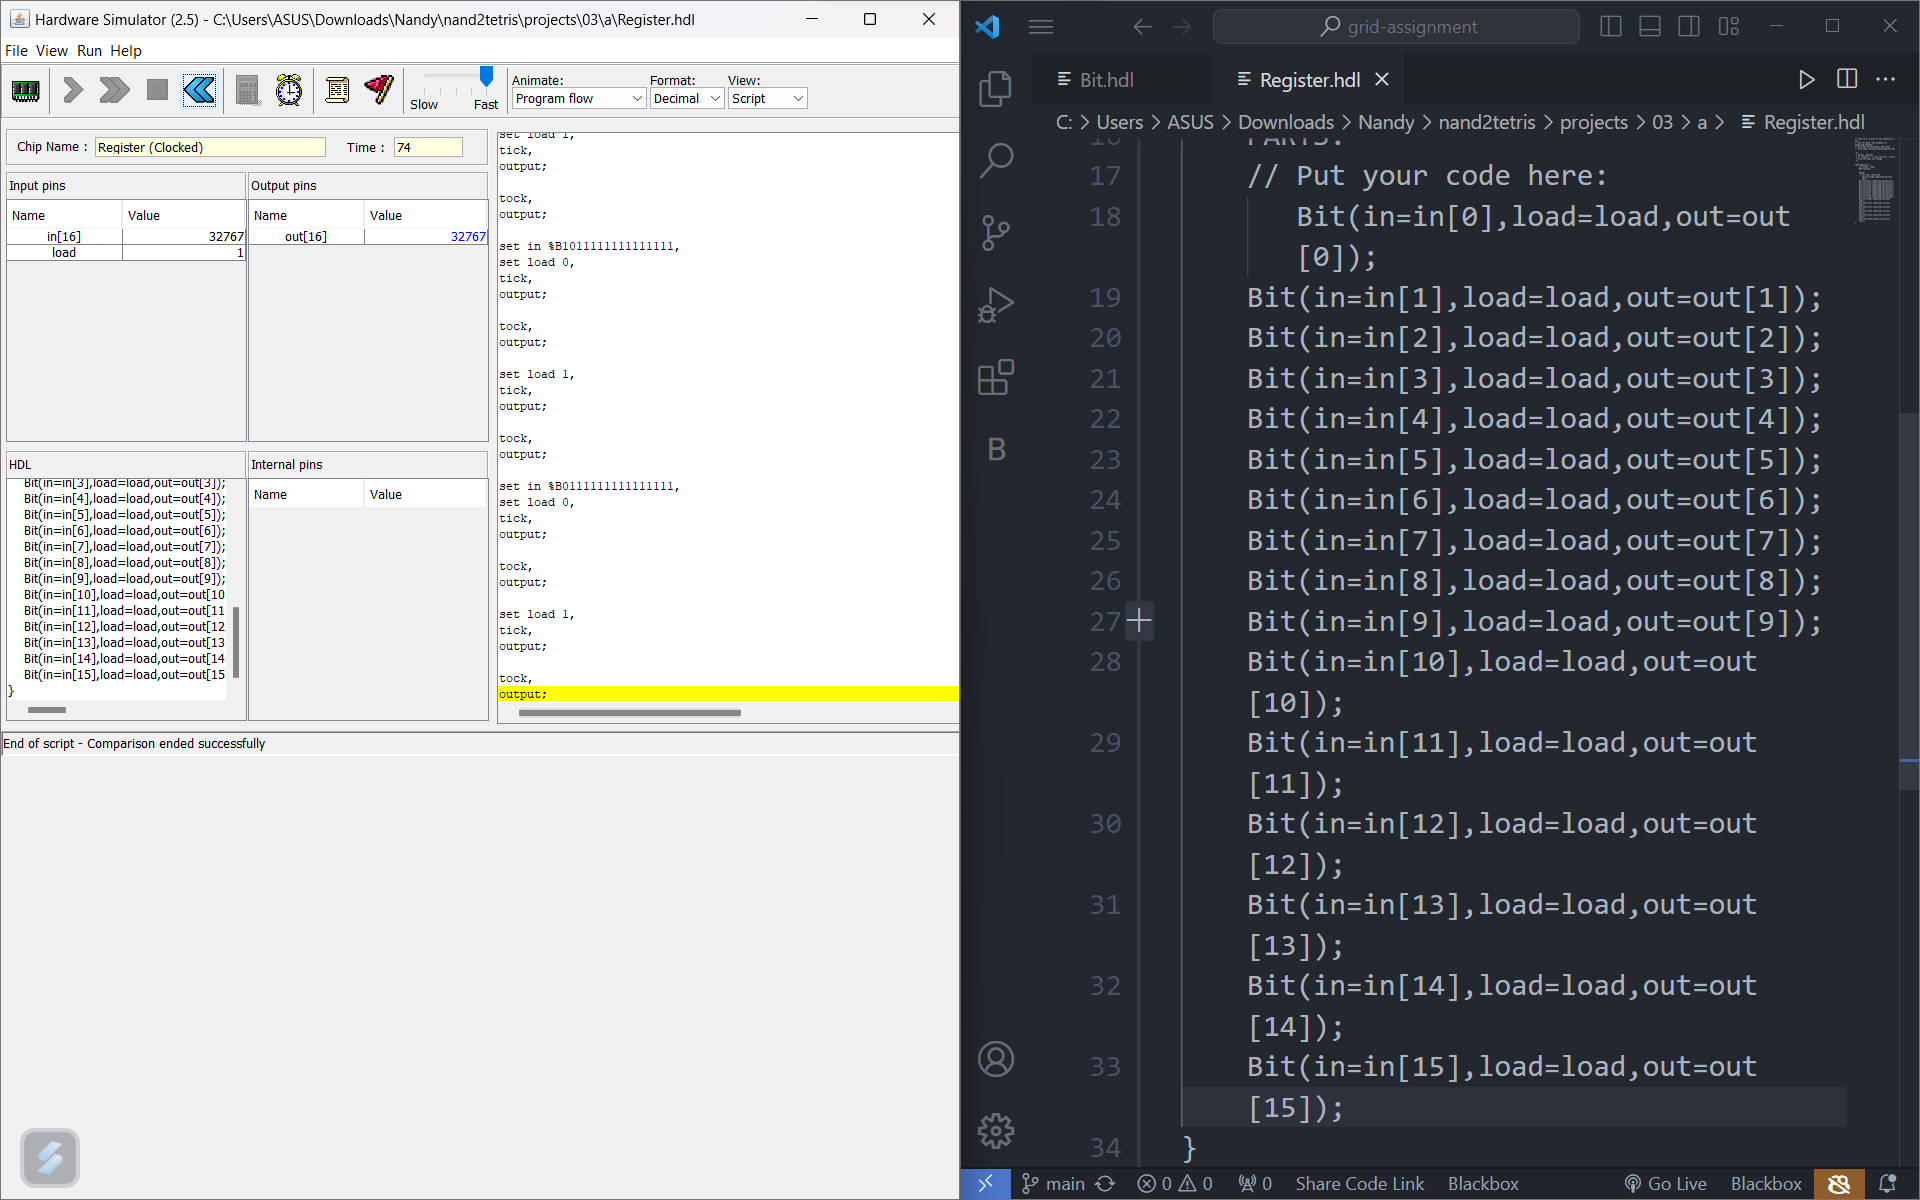 Hardware Simulator (2.5) - C:\Users\ASUS\Downloads\Nandy\nand2tetris\projects\03\a\Register.hdl
File View Run Help
Slow Fast
Animate:
Program flow
Format:
Decimal
View:
Script
Chip Name : Register (Clocked) Time : 74
Input pins
Name Value
in[16] 32767
load 1
Output pins
Name Value
out[16] 32767
HDL
Bit(in=in[3],load=load,out=out[3]);
Bit(in=in[4],load=load,out=out[4]);
Bit(in=in[5],load=load,out=out[5]);
Bit(in=in[6],load=load,out=out[6]);
Bit(in=in[7],load=load,out=out[7]);
Bit(in=in[8],load=load,out=out[8]);
Bit(in=in[9],load=load,out=out[9]);
Bit(in=in[10],load=load,out=out[10
Bit(in=in[11],load=load,out=out[11
Bit(in=in[12],load=load,out=out[12
Bit(in=in[13],load=load,out=out[13
Bit(in=in[14],load=load,out=out[14
Bit(in=in[15],load=load,out=out[15
}
Internal pins
Name Value
set load 1,
tick,
output;
tock,
output;
set in %B1011111111111111,
set load 0,
tick,
output;
tock,
output;
set load 1,
tick,
output;
tock,
output;
set in %B0111111111111111,
set load 0,
tick,
output;
tock,
output;
set load 1,
tick,
output;
tock,
output;
End of script - Comparison ended successfully
grid-assignment
Bit.hdl
Register.hdl
C: > Users > ASUS > Downloads > Nandy > nand2tetris > projects > 03 > a > Register.hdl
16 PARTS:
17 // Put your code here:
18 Bit(in=in[0],load=load,out=out
[0]);
19 Bit(in=in[1],load=load,out=out[1]);
20 Bit(in=in[2],load=load,out=out[2]);
21 Bit(in=in[3],load=load,out=out[3]);
22 Bit(in=in[4],load=load,out=out[4]);
23 Bit(in=in[5],load=load,out=out[5]);
24 Bit(in=in[6],load=load,out=out[6]);
25 Bit(in=in[7],load=load,out=out[7]);
26 Bit(in=in[8],load=load,out=out[8]);
27 Bit(in=in[9],load=load,out=out[9]);
28 Bit(in=in[10],load=load,out=out
[10]);
29 Bit(in=in[11],load=load,out=out
[11]);
30 Bit(in=in[12],load=load,out=out
[12]);
31 Bit(in=in[13],load=load,out=out
[13]);
32 Bit(in=in[14],load=load,out=out
[14]);
33 Bit(in=in[15],load=load,out=out
[15]);
34 }
B
main 0 0 0 Share Code Link Blackbox Go Live Blackbox